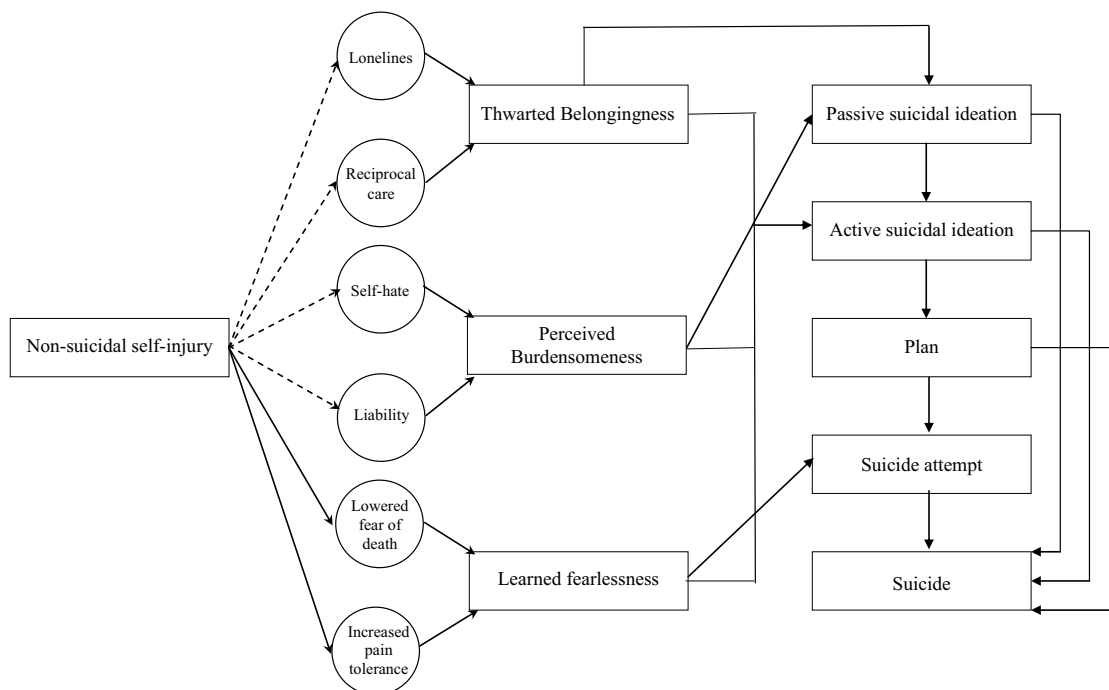 Lonelines
Thwarted Belongingness
Passive suicidal ideation
Reciprocal
care
Active suicidal ideation
Self-hate
Non-suicidal self-injury
Perceived
Burdensomeness
Plan
Liability
Suicide attempt
Lowered
fear of
death
Learned fearlessness
Suicide
Increased
pain
tolerance